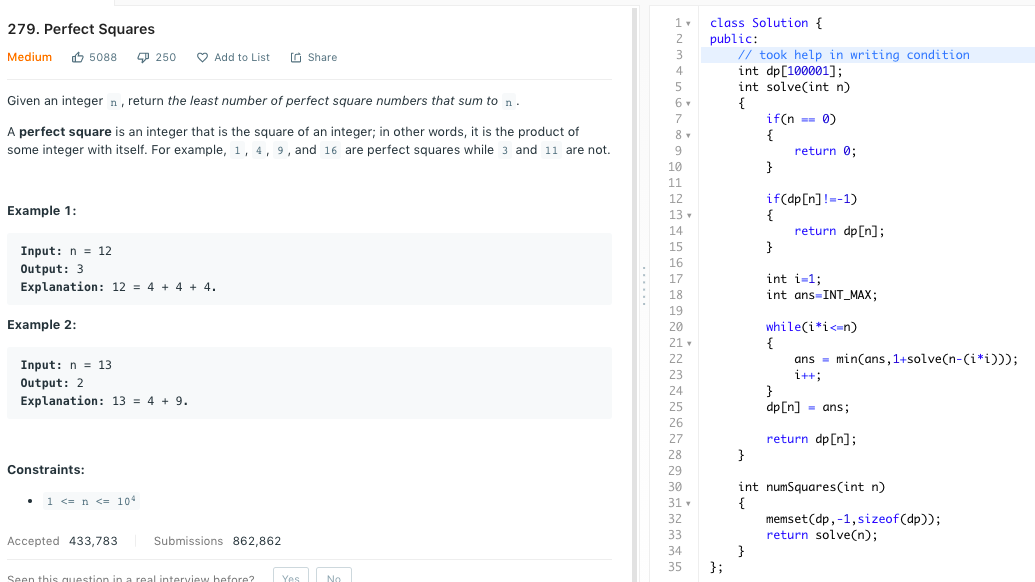 279. Perfect Squares
Medium 5088 250 Add to List Share
Given an integer n, return the least number of perfect square numbers that sum to n.
A perfect square is an integer that is the square of an integer; in other words, it is the product of
some integer with itself. For example, 1, 4, 9, and 16 are perfect squares while 3 and 11 are not.
Example 1:
Input: n = 12
Output: 3
Explanation: 12 = 4 + 4 + 4.
Example 2:
Input: n = 13
Output: 2
Explanation: 13 = 4 + 9.
Constraints:
• 1 <= n <= 10⁴
Accepted 433,783 Submissions 862,862
Seen this question in a real interview before? Yes No
1 class Solution {
2 public:
3 // took help in writing condition
4 int dp[100001];
5 int solve(int n)
6 {
7 if(n == 0)
8 {
9 return 0;
10 }
11
12 if(dp[n]!=-1)
13 {
14 return dp[n];
15 }
16
17 int i=1;
18 int ans=INT_MAX;
19
20 while(i*i<=n)
21 {
22 ans = min(ans,1+solve(n-(i*i)));
23 i++;
24 }
25 dp[n] = ans;
26
27 return dp[n];
28 }
29
30 int numSquares(int n)
31 {
32 memset(dp,-1,sizeof(dp));
33 return solve(n);
34 }
35 };